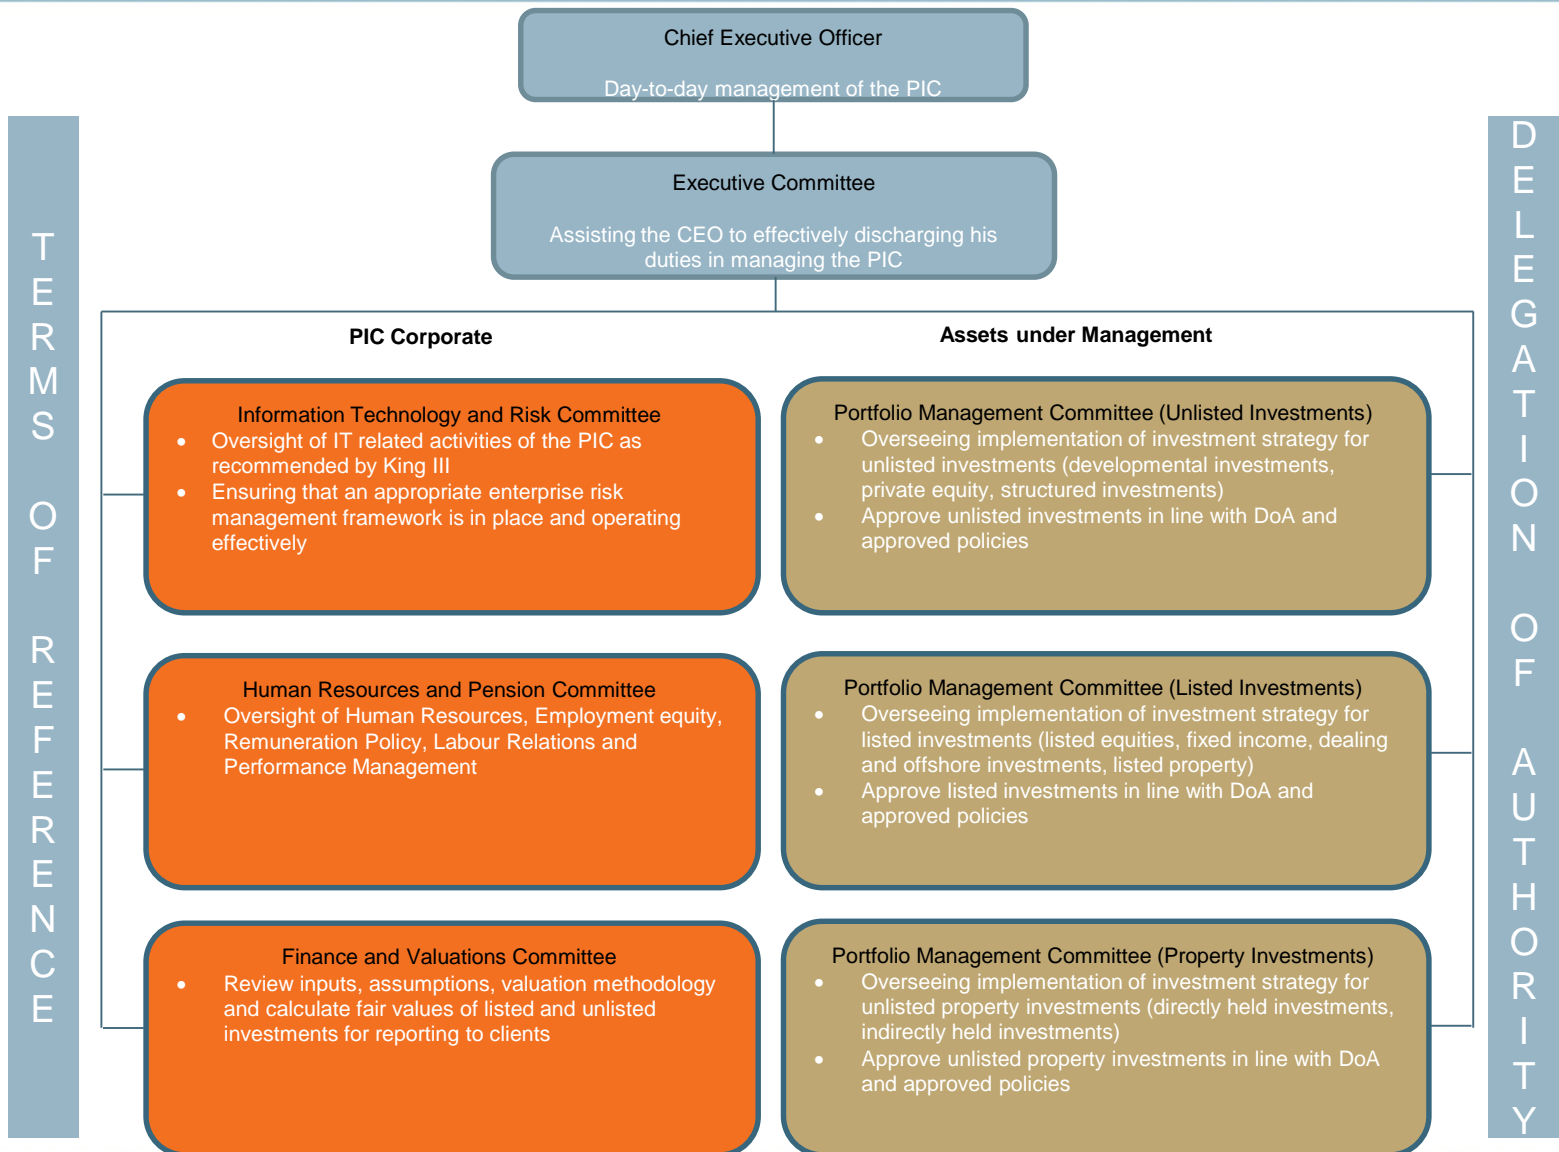 Chief Executive Officer
Day-to-day management of the PIC
Executive Committee
Assisting the CEO to effectively discharging his
duties in managing the PIC
TERMS OF REFERENCE
PIC Corporate
Information Technology and Risk Committee
• Oversight of IT related activities of the PIC as
recommended by King III
• Ensuring that an appropriate enterprise risk
management framework is in place and operating
effectively
Human Resources and Pension Committee
• Oversight of Human Resources, Employment equity,
Remuneration Policy, Labour Relations and
Performance Management
Finance and Valuations Committee
• Review inputs, assumptions, valuation methodology
and calculate fair values of listed and unlisted
investments for reporting to clients
Assets under Management
Portfolio Management Committee (Unlisted Investments)
• Overseeing implementation of investment strategy for
unlisted investments (developmental investments,
private equity, structured investments)
• Approve unlisted investments in line with DoA and
approved policies
Portfolio Management Committee (Listed Investments)
• Overseeing implementation of investment strategy for
listed investments (listed equities, fixed income, dealing
and offshore investments, listed property)
• Approve listed investments in line with DoA and
approved policies
Portfolio Management Committee (Property Investments)
• Overseeing implementation of investment strategy for
unlisted property investments (directly held investments,
indirectly held investments)
• Approve unlisted property investments in line with DoA
and approved policies
DELEGATION OF AUTHORITY